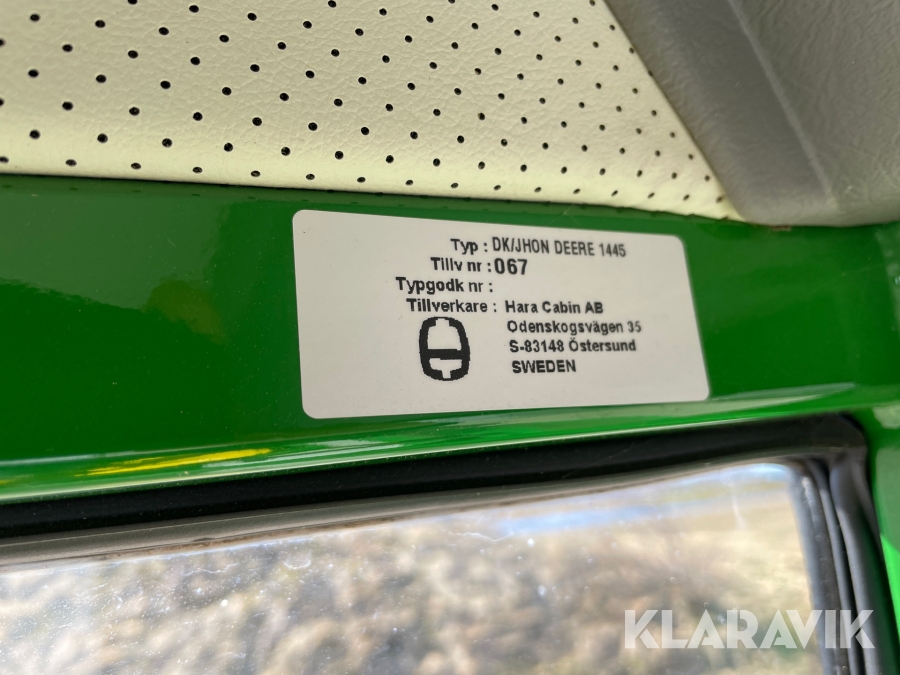 Typ : DK/JHON DEERE 1445
Tillv nr : 067
Typgodk nr :
Tillverkare : Hara Cabin AB
Odenskogsvägen 35
S-83148 Östersund
SWEDEN
KLARAVIK